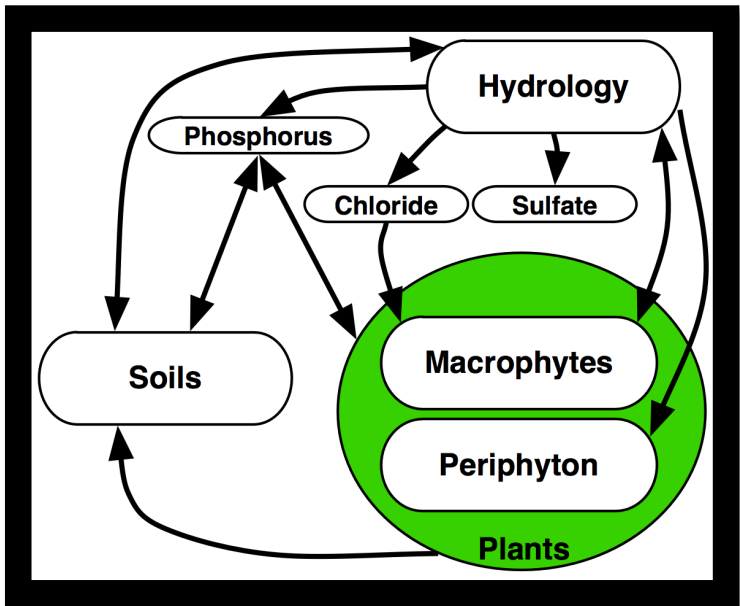 Hydrology
Phosphorus
Chloride
Sulfate
Soils
Macrophytes
Periphyton
Plants